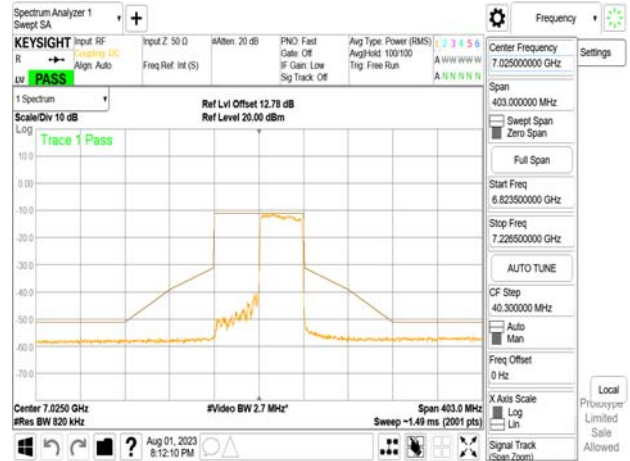 Spectrum Analyzer 1
Swept SA
+
Frequency
KEYSIGHT
Input: RF
Coupling: DC
Align: Auto
Input Z: 50 Ω
Freq Ref: Int (S)
#Atten: 20 dB
PNO: Fast
Gate: Off
IF Gain: Low
Sig Track: Off
Avg Type: Power (RMS)
Avg|Hold: 100/100
Trig: Free Run
1 2 3 4 5 6
A W W W W W
A N N N N N
R
LV PASS
1 Spectrum
Scale/Div 10 dB
Ref Lvl Offset 12.78 dB
Ref Level 20.00 dBm
Log
Trace 1 Pass
10.0
0.00
-10.0
-20.0
-30.0
-40.0
-50.0
-60.0
-70.0
Center 7.0250 GHz
#Video BW 2.7 MHz*
Span 403.0 MHz
#Res BW 820 kHz
Sweep ~1.49 ms (2001 pts)
?
Aug 01, 2023
8:12:10 PM
Center Frequency
7.025000000 GHz
Settings
Span
403.000000 MHz
Swept Span
Zero Span
Full Span
Start Freq
6.823500000 GHz
Stop Freq
7.226500000 GHz
AUTO TUNE
CF Step
40.300000 MHz
Auto
Man
Freq Offset
0 Hz
X Axis Scale
Log
Lin
Signal Track
(Span Zoom)
Local
Prototype
Limited
Sale
Allowed